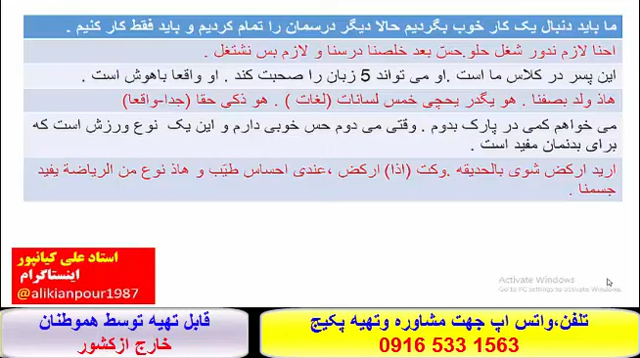 ما باید دنبال یک کار خوب بگردیم حالا دیگر درسمان را تمام کردیم و باید فقط کار کنیم .
احنا لازم ندور شغل حلو.حسّ بعد خلصنا درسنا و لازم بس نشتغل .
این پسر در کلاس ما است .او می تواند 5 زبان را صحبت کند . او واقعا باهوش است .
هاذ ولد بصفنا . هو یگدر یحچي خمس لسانات ( لغات ) . هو ذکي حقا (جدا-واقعا)
می خواهم کمی در پارک بدوم . وقتی می دوم حس خوبی دارم و این یک نوع ورزش است که
برای بدنمان مفید است .
ارید ارکض شوی بالحدیقه .وکت (اذا) ارکض ،عندي احساس طیّب و هاذ نوع من الریاضة یفید
جسمنا .
استاد علی کیانپور
اینستاگرام
@alikianpour1987
Activate Windows
Go to PC settings to activate Windows.
قابل تهیه توسط هموطنان
خارج ازکشور
تلفن،واتس اپ جهت مشاوره وتهیه پکیج
0916 533 1563